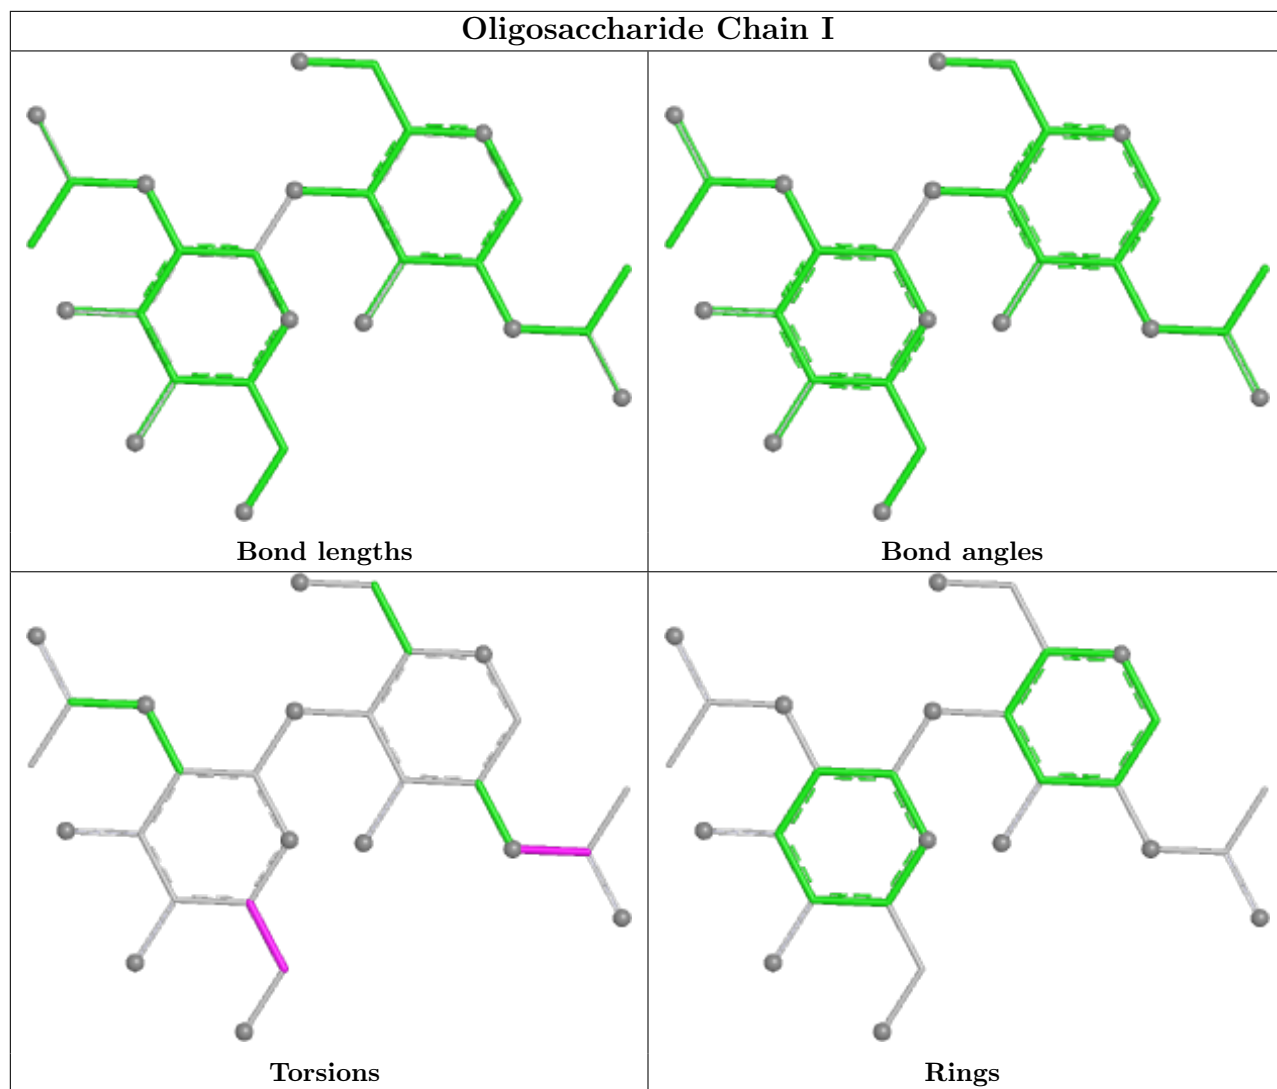 Oligosaccharide Chain I
Bond lengths
Bond angles
Torsions
Rings